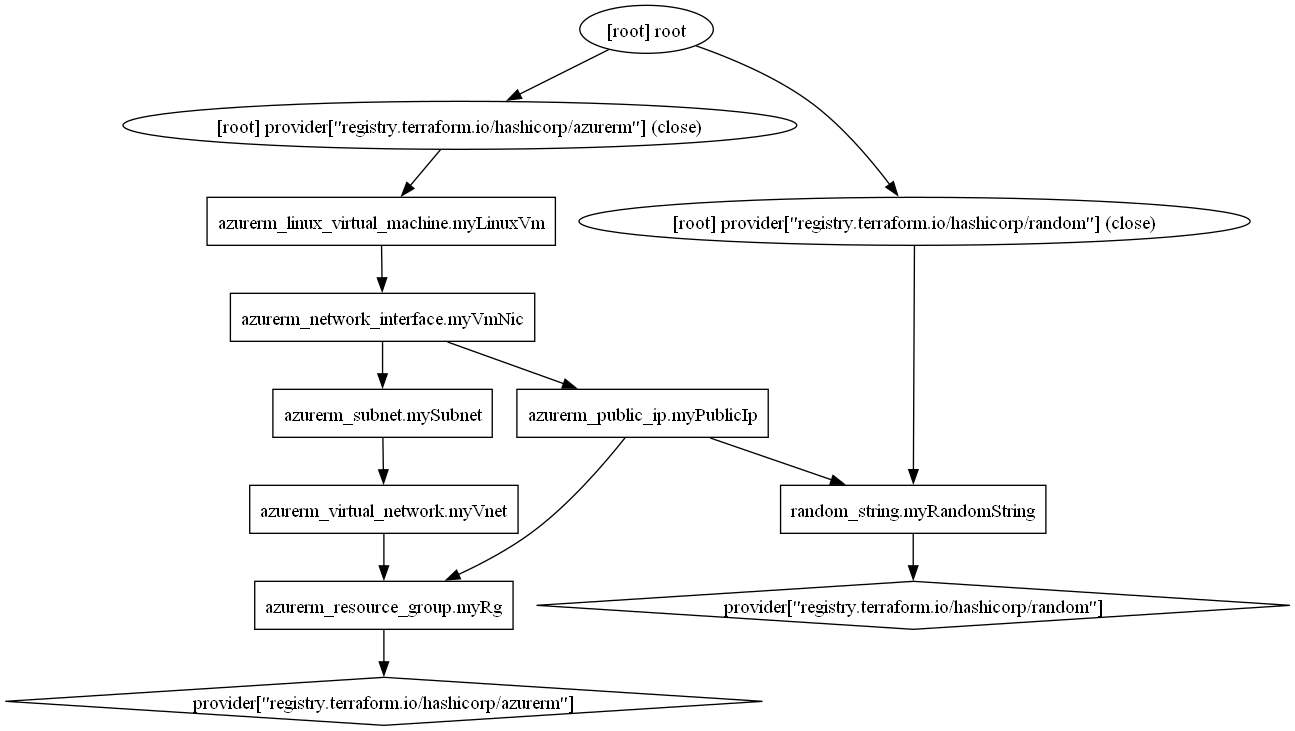 [root] root
[root] provider["registry.terraform.io/hashicorp/azurerm"] (close)
azurerm_linux_virtual_machine.myLinuxVm
[root] provider["registry.terraform.io/hashicorp/random"] (close)
azurerm_network_interface.myVmNic
azurerm_subnet.mySubnet
azurerm_public_ip.myPublicIp
azurerm_virtual_network.myVnet
random_string.myRandomString
azurerm_resource_group.myRg
provider["registry.terraform.io/hashicorp/random"]
provider["registry.terraform.io/hashicorp/azurerm"]